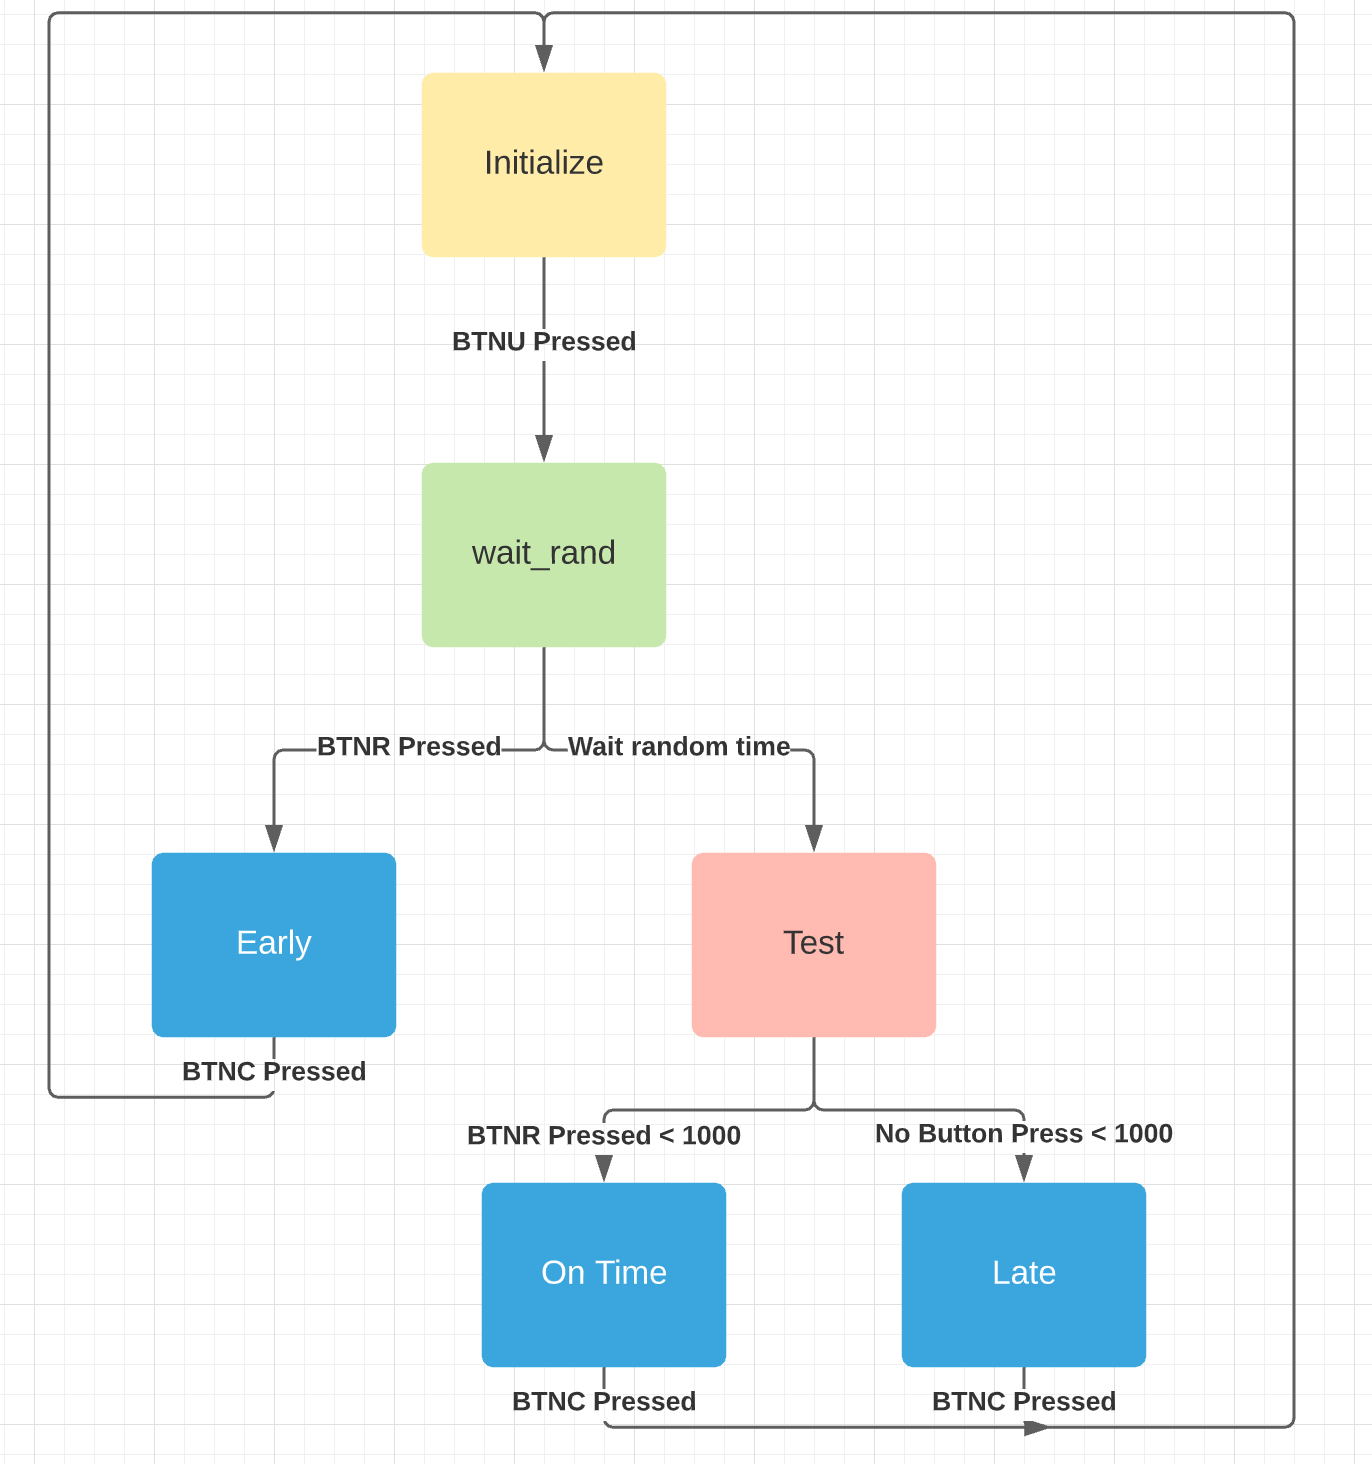 Initialize
BTNU Pressed
wait_rand
BTNR Pressed
Wait random time
Early
Test
BTNC Pressed
BTNR Pressed < 1000
No Button Press < 1000
On Time
Late
BTNC Pressed
BTNC Pressed